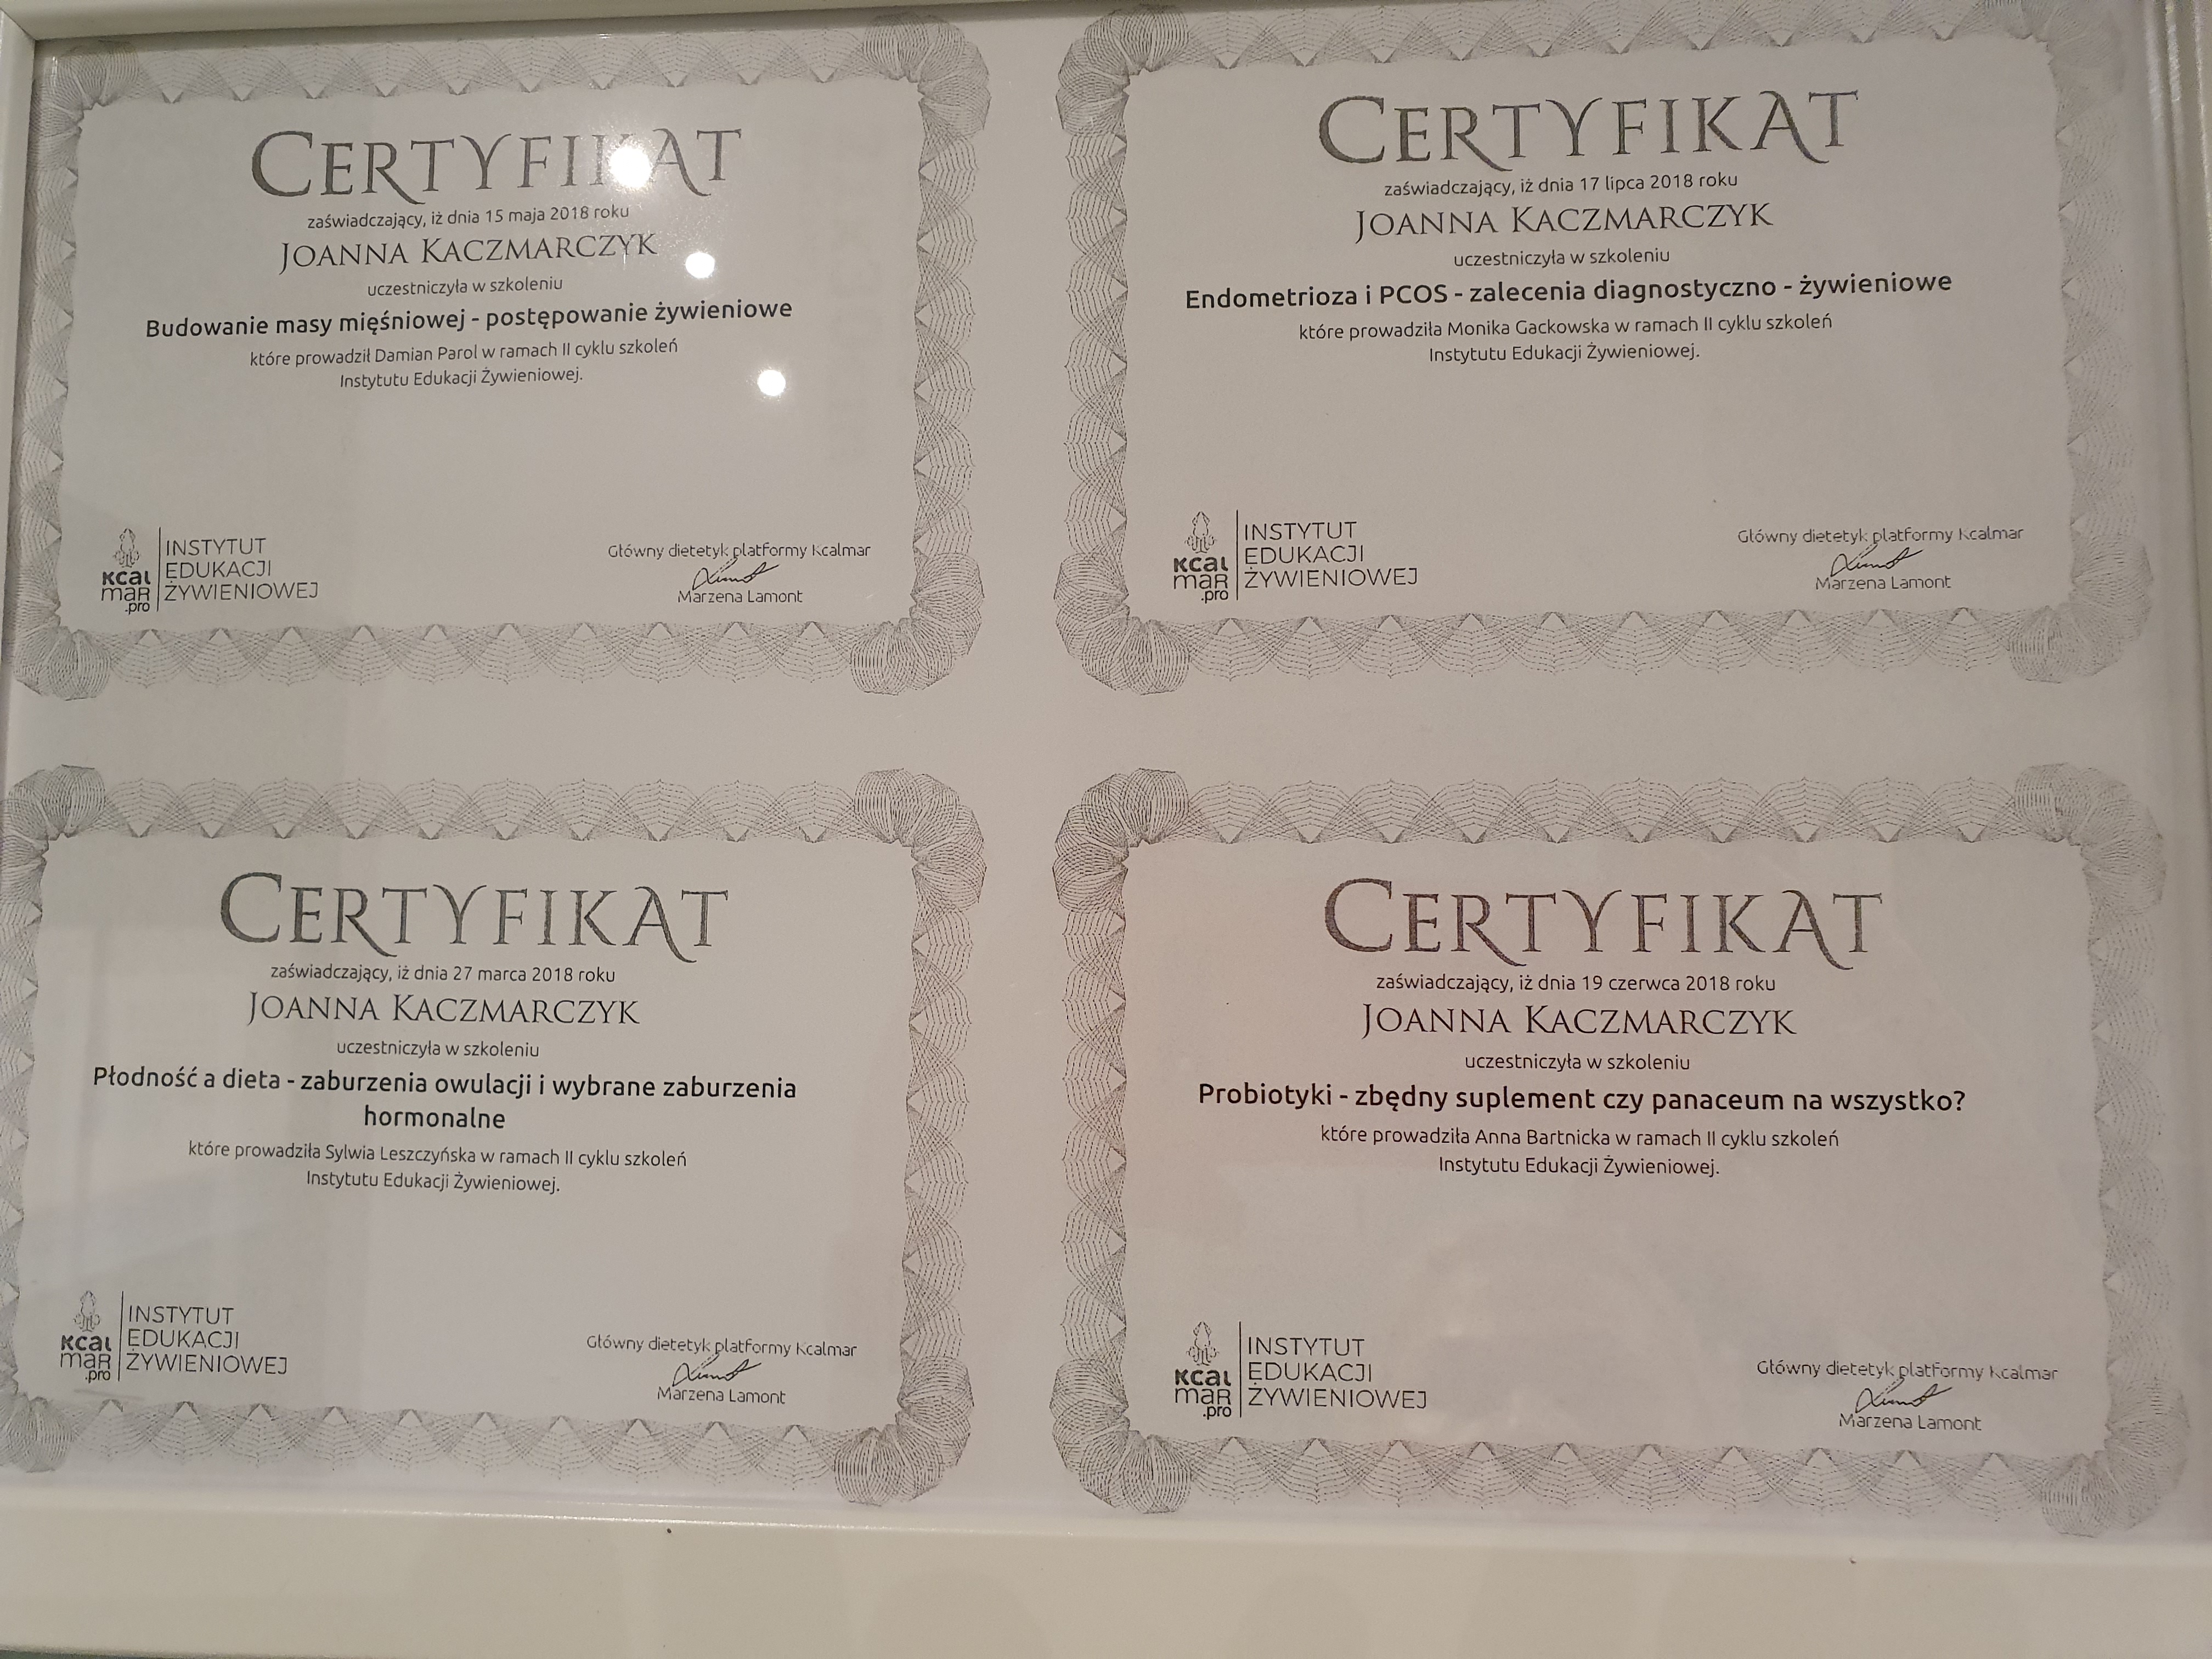 CERTYFIKAT
zaświadczający, iż dnia 15 maja 2018 roku
JOANNA KACZMARCZYK
uczestniczyła w szkoleniu
Budowanie masy mięśniowej - postępowanie żywieniowe
które prowadził Damian Parol w ramach II cyklu szkoleń
Instytutu Edukacji Żywieniowej.
kcal
maR
.pro
INSTYTUT
EDUKACJI
ŻYWIENIOWEJ
Główny dietetyk platformy Kcalmar
Marzena Lamont
CERTYFIKAT
zaświadczający, iż dnia 17 lipca 2018 roku
JOANNA KACZMARCZYK
uczestniczyła w szkoleniu
Endometrioza i PCOS - zalecenia diagnostyczno - żywieniowe
które prowadziła Monika Gackowska w ramach II cyklu szkoleń
Instytutu Edukacji Żywieniowej.
kcal
maR
.pro
INSTYTUT
EDUKACJI
ŻYWIENIOWEJ
Główny dietetyk platformy Kcalmar
Marzena Lamont
CERTYFIKAT
zaświadczający, iż dnia 27 marca 2018 roku
JOANNA KACZMARCZYK
uczestniczyła w szkoleniu
Płodność a dieta - zaburzenia owulacji i wybrane zaburzenia
hormonalne
które prowadziła Sylwia Leszczyńska w ramach II cyklu szkoleń
Instytutu Edukacji Żywieniowej.
kcal
maR
.pro
INSTYTUT
EDUKACJI
ŻYWIENIOWEJ
Główny dietetyk platformy Kcalmar
Marzena Lamont
CERTYFIKAT
zaświadczający, iż dnia 19 czerwca 2018 roku
JOANNA KACZMARCZYK
uczestniczyła w szkoleniu
Probiotyki - zbędny suplement czy panaceum na wszystko?
które prowadziła Anna Bartnicka w ramach II cyklu szkoleń
Instytutu Edukacji Żywieniowej.
kcal
maR
.pro
INSTYTUT
EDUKACJI
ŻYWIENIOWEJ
Główny dietetyk platformy Kcalmar
Marzena Lamont